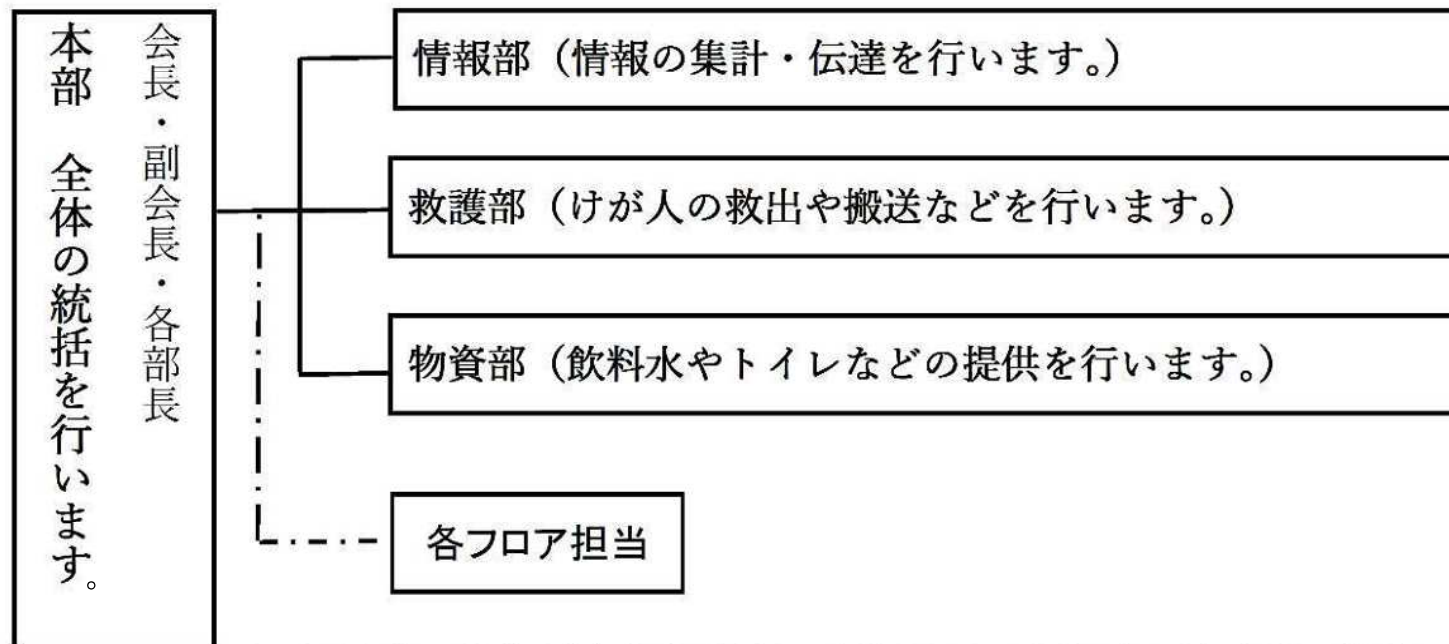 会長・副会長・各部長
本部　全体の統括を行います。
情報部（情報の集計・伝達を行います。）
救護部（けが人の救出や搬送などを行います。）
物資部（飲料水やトイレなどの提供を行います。）
各フロア担当